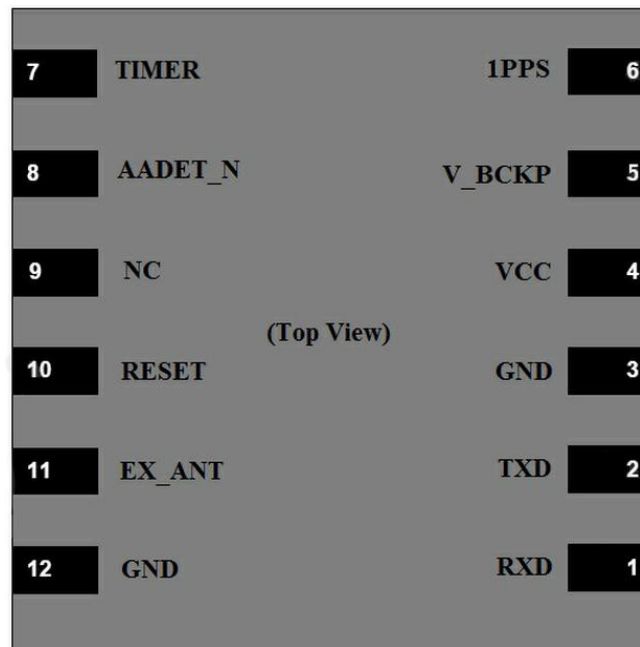 7 TIMER 1PPS 6
8 AADET_N V_BCKP 5
9 NC VCC 4
(Top View)
10 RESET GND 3
11 EX_ANT TXD 2
12 GND RXD 1